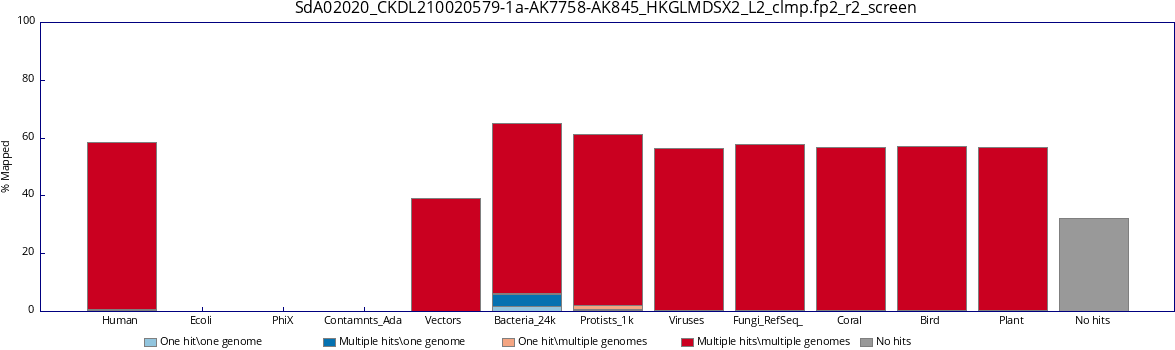 SdA02020_CKDL210020579-1a-AK7758-AK845_HKGLMDSX2_L2_clmp.fp2_r2_screen
100
80
60
40
20
0
% Mapped
Human Ecoli PhiX Contamnts_Ada Vectors Bacteria_24k Protists_1k Viruses Fungi_RefSeq_ Coral Bird Plant No hits
One hit\one genome Multiple hits\one genome One hit\multiple genomes Multiple hits\multiple genomes No hits